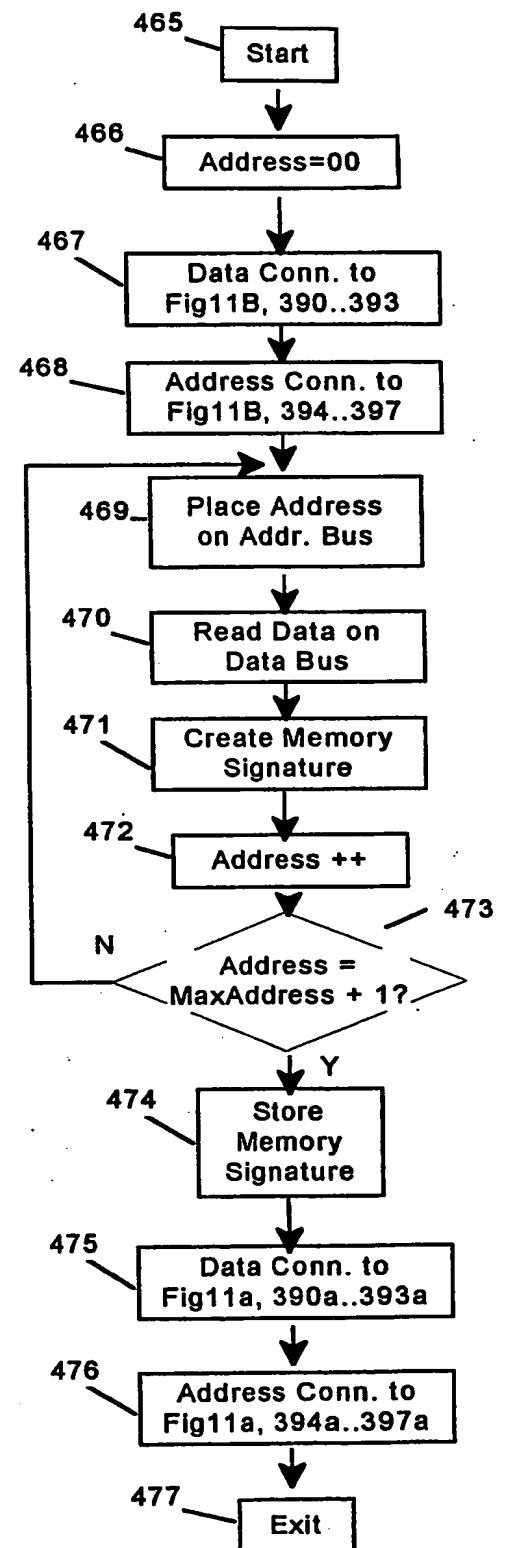 465
Start
466
Address=00
467
Data Conn. to
Fig11B, 390..393
468
Address Conn. to
Fig11B, 394..397
469
Place Address
on Addr. Bus
470
Read Data on
Data Bus
471
Create Memory
Signature
472
Address ++
473
N
Address =
MaxAddress + 1?
Y
474
Store
Memory
Signature
475
Data Conn. to
Fig11a, 390a..393a
476
Address Conn. to
Fig11a, 394a..397a
477
Exit